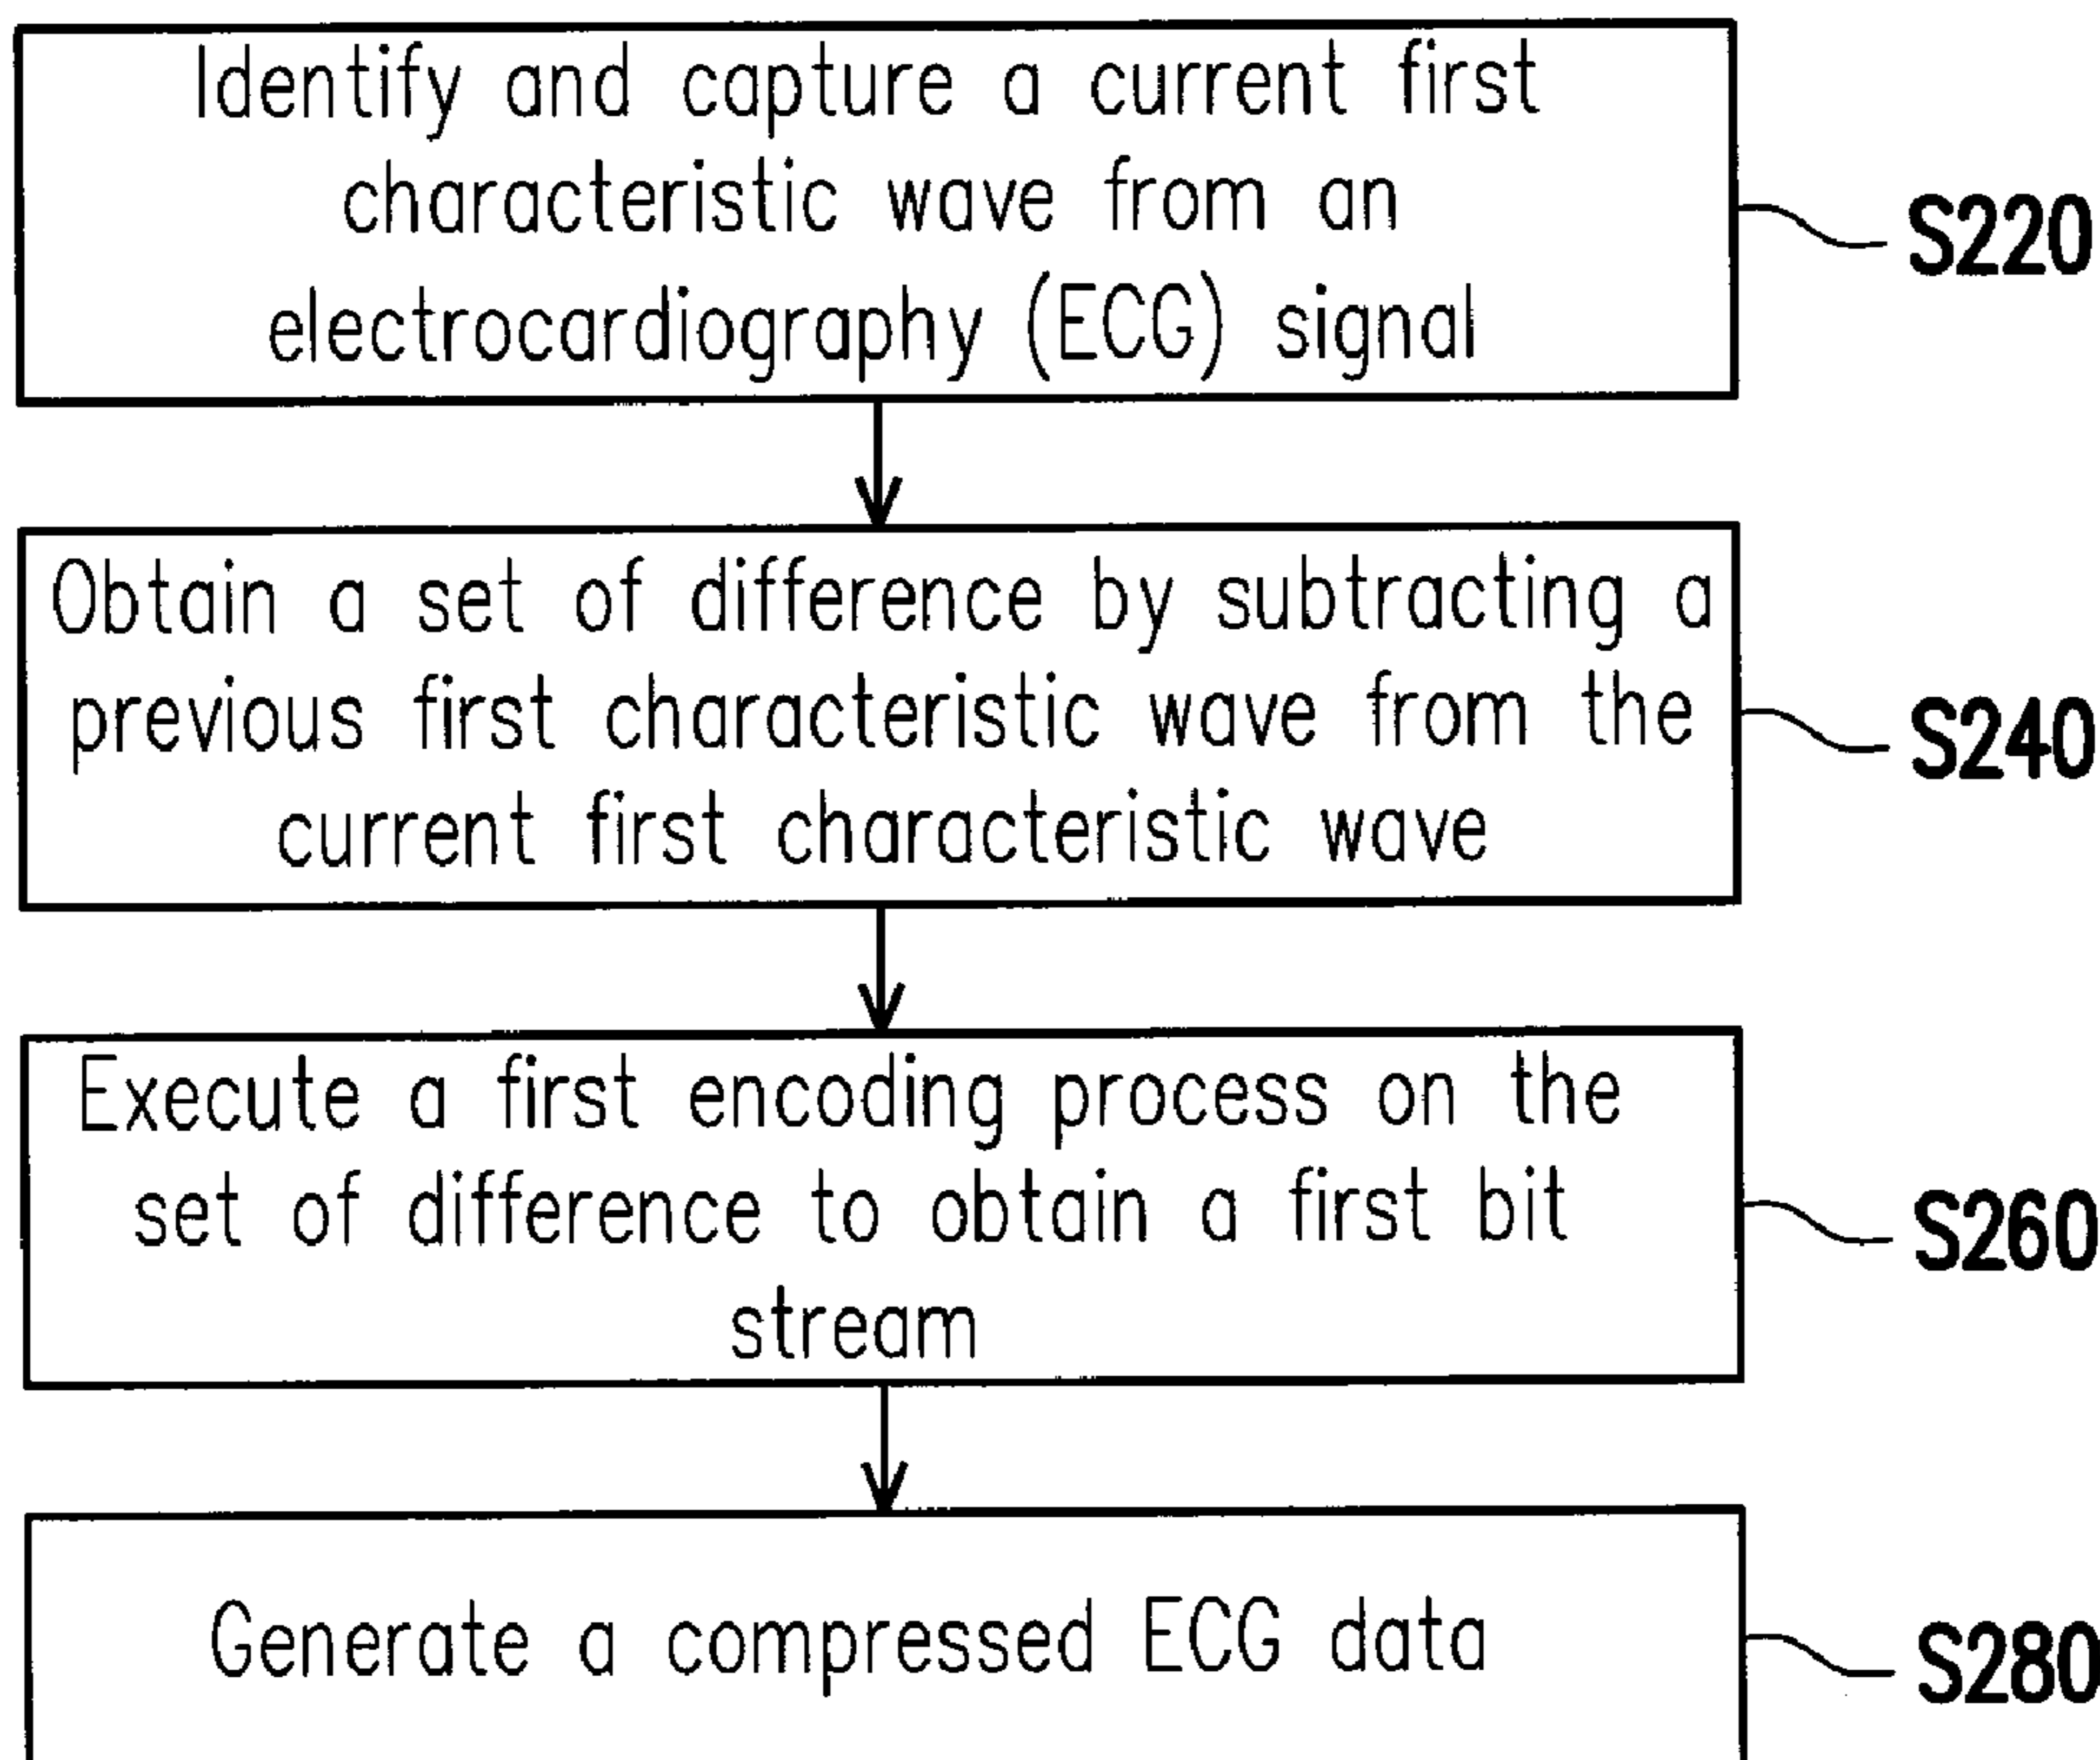 Identify and capture a current first
characteristic wave from an
electrocardiography (ECG) signal
S220
Obtain a set of difference by subtracting a
previous first characteristic wave from the
current first characteristic wave
S240
Execute a first encoding process on the
set of difference to obtain a first bit
stream
S260
Generate a compressed ECG data
S280